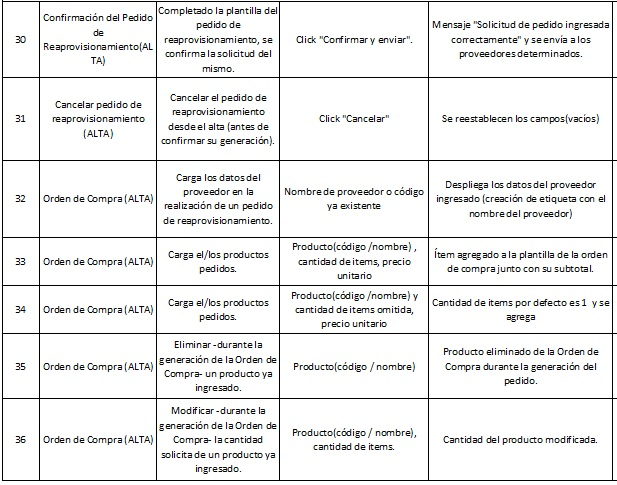 30
Confirmación del Pedido
de
Reaprovisionamiento(AL
TA)
Completado la plantilla del
pedido de
reaprovisionamiento, se
confirma la solicitud del
mismo.
Click "Confirmar y enviar".
Mensaje "Solicitud de pedido ingresada
correctamente" y se envía a los
proveedores determinados.
31
Cancelar pedido de
reaprovisionamiento
(ALTA)
Cancelar el pedido de
reaprovisionamiento
desde el alta (antes de
confirmar su generación).
Click "Cancelar"
Se reestablecen los campos(vacíos)
32
Orden de Compra (ALTA)
Carga los datos del
proveedor en la
realización de un pedido
de reaprovisionamiento.
Nombre de proveedor o código
ya existente
Despliega los datos del proveedor
ingresado (creación de etiqueta con el
nombre del proveedor)
33
Orden de Compra (ALTA)
Carga el/los productos
pedidos.
Producto(código /nombre) ,
cantidad de items, precio
unitario
Ítem agregado a la plantilla de la orden
de compra junto con su subtotal.
34
Orden de Compra (ALTA)
Carga el/los productos
pedidos.
Producto(código /nombre) y
cantidad de items omitida,
precio unitario
Cantidad de items por defecto es 1 y se
agrega
35
Orden de Compra (ALTA)
Eliminar -durante la
generación de la Orden de
Compra- un producto ya
ingresado.
Producto(código / nombre)
Producto eliminado de la Orden de
Compra durante la generación del
pedido.
36
Orden de Compra (ALTA)
Modificar -durante la
generación de la Orden de
Compra- la cantidad
solicita de un producto ya
ingresado.
Producto(código / nombre),
cantidad de items.
Cantidad del producto modificada.